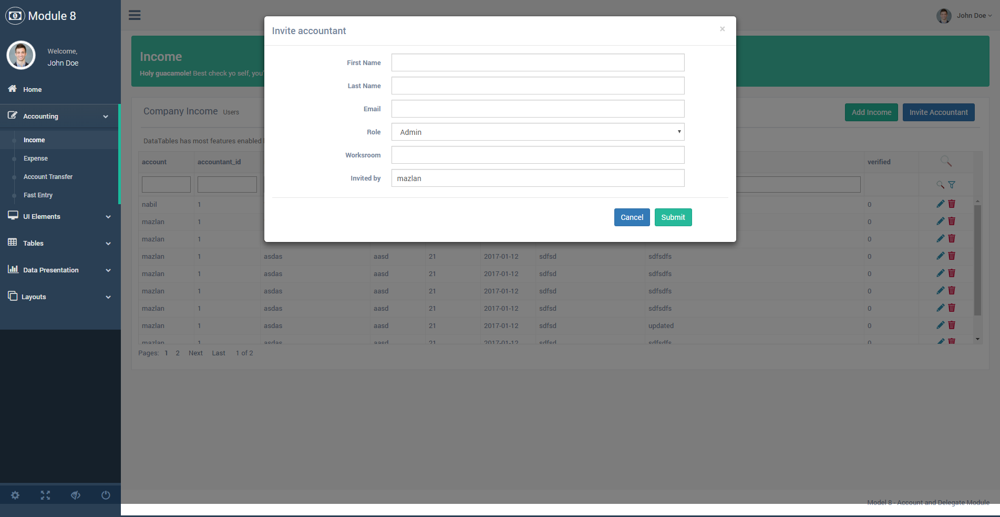 Module 8
Welcome,
John Doe
Home
Accounting
Income
Expense
Account Transfer
Fast Entry
UI Elements
Tables
Data Presentation
Layouts
John Doe
Income
Holy guacamole! Best check yo self, you'
Company Income Users
Add Income
Invite Accountant
DataTables has most features enabled
Invite accountant
×
First Name
Last Name
Email
Role
Admin
Worksroom
Invited by
mazlan
Cancel
Submit
account accountant_id verified
nabil 1 0
mazlan 1 0
mazlan 1 0
mazlan 1 asdas aasd 21 2017-01-12 sdfsd sdfsdfs 0
mazlan 1 asdas aasd 21 2017-01-12 sdfsd sdfsdfs 0
mazlan 1 asdas aasd 21 2017-01-12 sdfsd sdfsdfs 0
mazlan 1 asdas aasd 21 2017-01-12 sdfsd sdfsdfs 0
mazlan 1 asdas aasd 21 2017-01-12 sdfsd updated 0
mazlan 1 asdas aasd 21 2017-01-12 sdfsd sdfsdfs 0
Pages: 1 2 Next Last 1 of 2
Model 8 - Account and Delegate Module